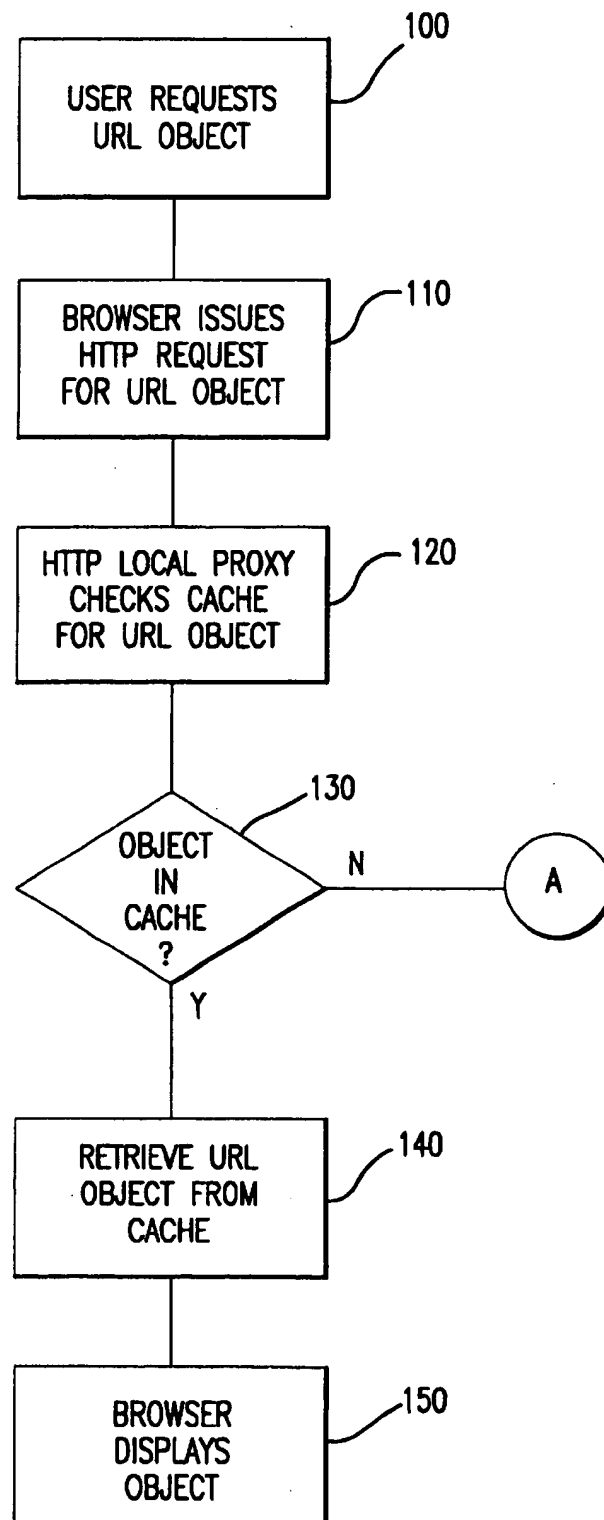 100
USER REQUESTS
URL OBJECT
110
BROWSER ISSUES
HTTP REQUEST
FOR URL OBJECT
120
HTTP LOCAL PROXY
CHECKS CACHE
FOR URL OBJECT
130
OBJECT
IN
CACHE
?
N
A
Y
140
RETRIEVE URL
OBJECT FROM
CACHE
150
BROWSER
DISPLAYS
OBJECT